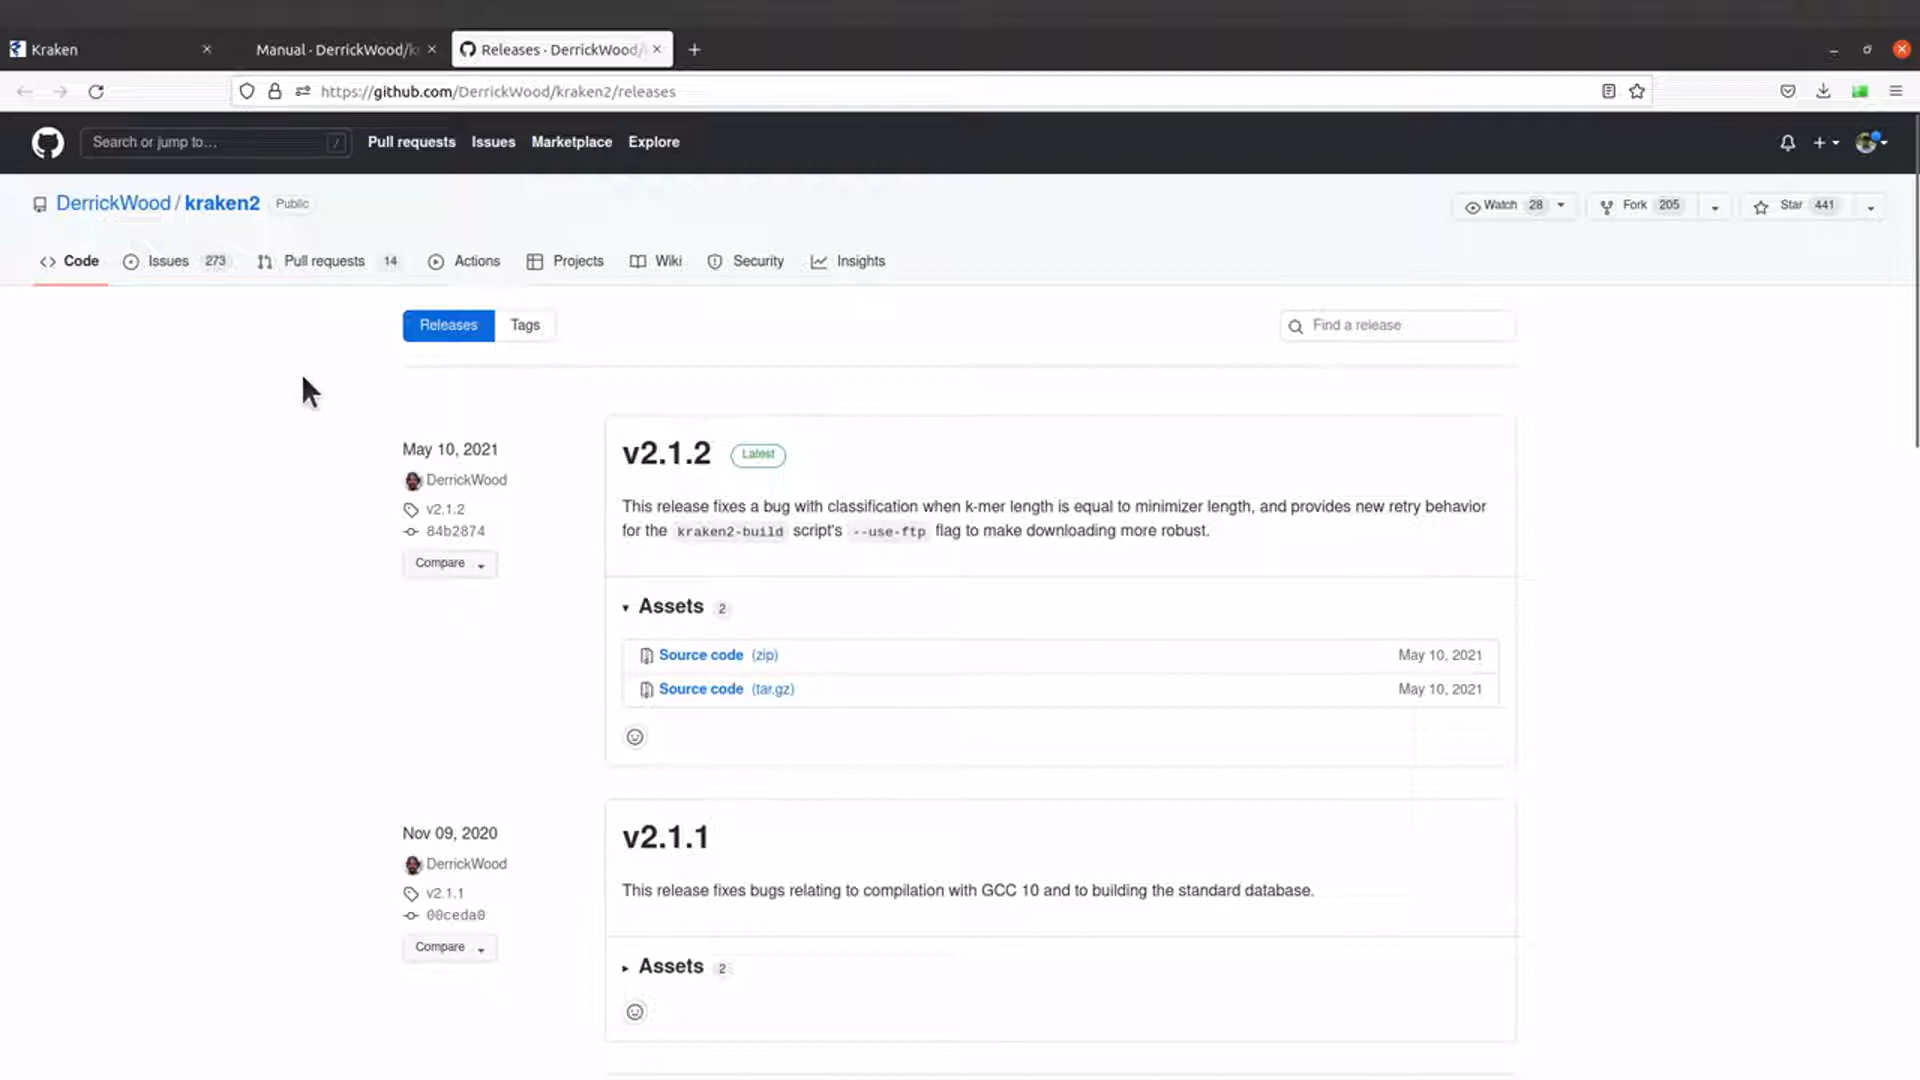 Kraken
Manual · DerrickWood/k
Releases · DerrickWood/
https://github.com/DerrickWood/kraken2/releases
Search or jump to...
/
Pull requests
Issues
Marketplace
Explore
DerrickWood / kraken2 Public
Watch 28
Fork 205
Star 441
Code
Issues 273
Pull requests 14
Actions
Projects
Wiki
Security
Insights
Releases
Tags
Find a release
May 10, 2021
DerrickWood
v2.1.2
84b2874
Compare
v2.1.2 Latest
This release fixes a bug with classification when k-mer length is equal to minimizer length, and provides new retry behavior
for the kraken2-build script's --use-ftp flag to make downloading more robust.
Assets 2
Source code (zip) May 10, 2021
Source code (tar.gz) May 10, 2021
Nov 09, 2020
DerrickWood
v2.1.1
00ceda0
Compare
v2.1.1
This release fixes bugs relating to compilation with GCC 10 and to building the standard database.
Assets 2